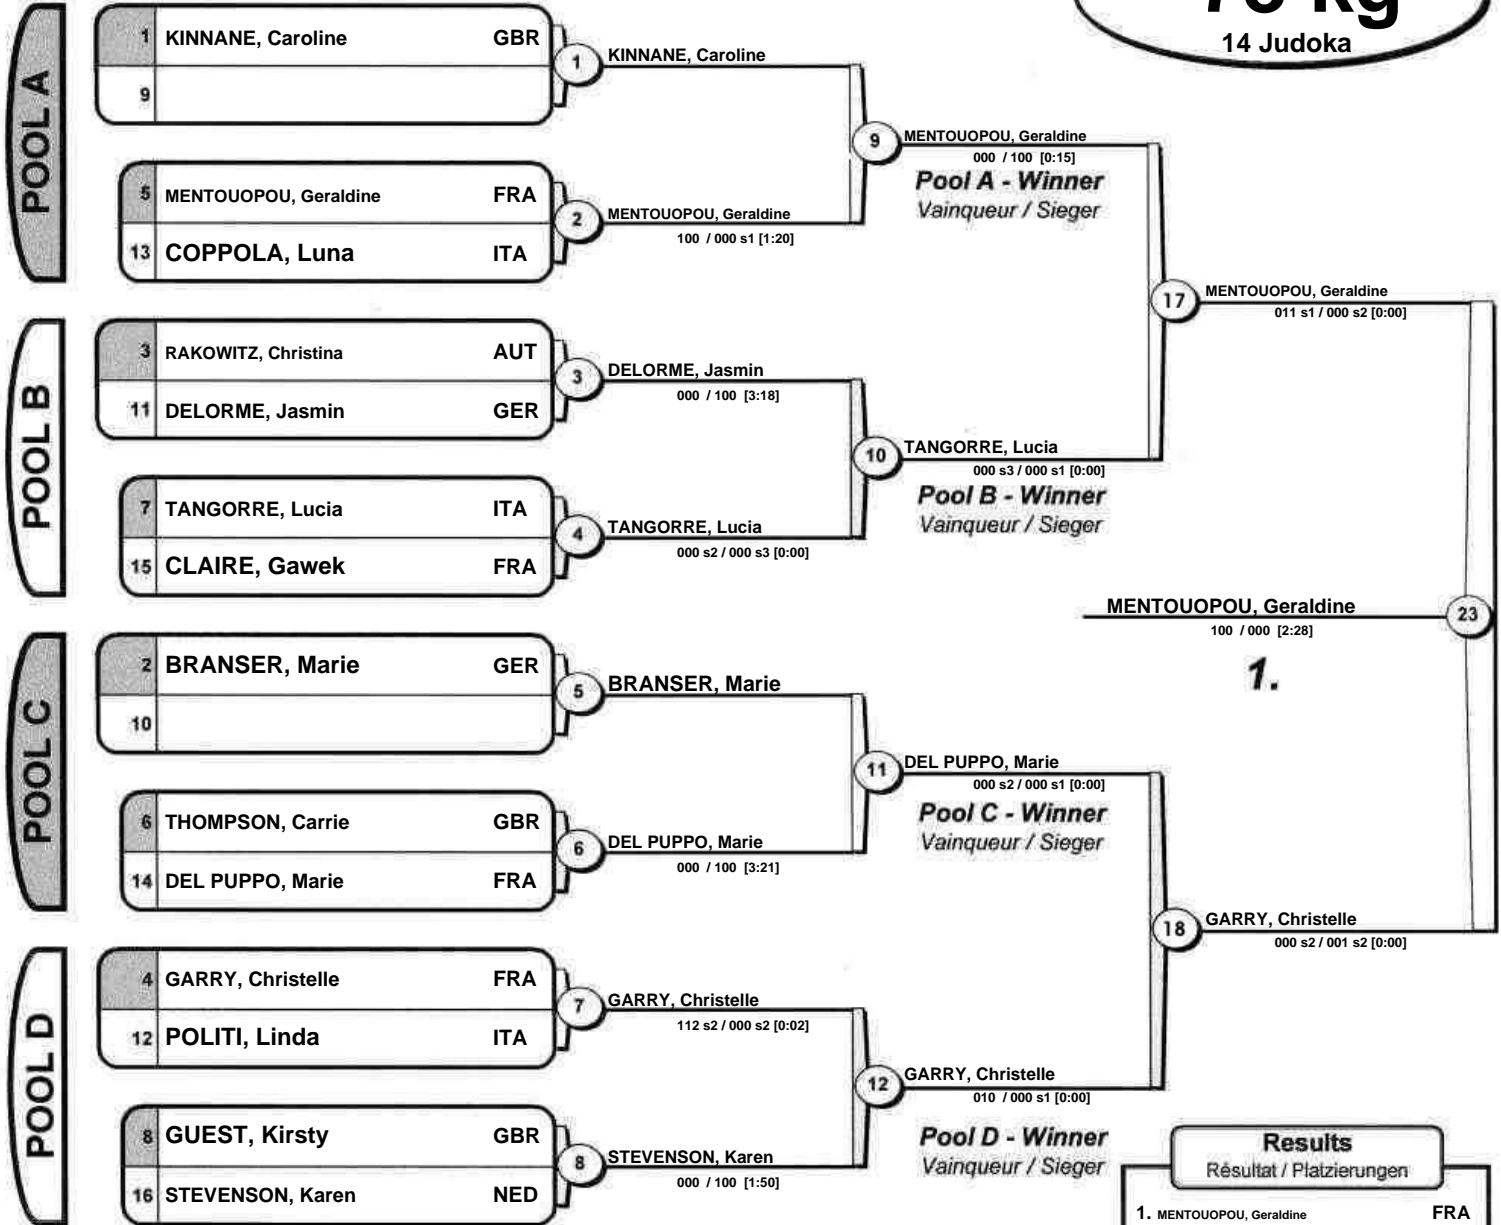 78 kg
14 Judoka
POOL A
1 KINNANE, Caroline GBR
9
1
KINNANE, Caroline
5 MENTOUOPOU, Geraldine FRA
13 COPPOLA, Luna ITA
2
MENTOUOPOU, Geraldine
100 / 000 s1 [1:20]
9
MENTOUOPOU, Geraldine
000 / 100 [0:15]
Pool A - Winner
Vainqueur / Sieger
POOL B
3 RAKOWITZ, Christina AUT
11 DELORME, Jasmin GER
3
DELORME, Jasmin
000 / 100 [3:18]
7 TANGORRE, Lucia ITA
15 CLAIRE, Gawek FRA
4
TANGORRE, Lucia
000 s2 / 000 s3 [0:00]
10
TANGORRE, Lucia
000 s3 / 000 s1 [0:00]
Pool B - Winner
Vainqueur / Sieger
17
MENTOUOPOU, Geraldine
011 s1 / 000 s2 [0:00]
MENTOUOPOU, Geraldine
100 / 000 [2:28]
23
1.
POOL C
2 BRANSER, Marie GER
10
5
BRANSER, Marie
6 THOMPSON, Carrie GBR
14 DEL PUPPO, Marie FRA
6
DEL PUPPO, Marie
000 / 100 [3:21]
11
DEL PUPPO, Marie
000 s2 / 000 s1 [0:00]
Pool C - Winner
Vainqueur / Sieger
POOL D
4 GARRY, Christelle FRA
12 POLITI, Linda ITA
7
GARRY, Christelle
112 s2 / 000 s2 [0:02]
8 GUEST, Kirsty GBR
16 STEVENSON, Karen NED
8
STEVENSON, Karen
000 / 100 [1:50]
12
GARRY, Christelle
010 / 000 s1 [0:00]
Pool D - Winner
Vainqueur / Sieger
18
GARRY, Christelle
000 s2 / 001 s2 [0:00]
Results
Résultat / Platzierungen
1. MENTOUOPOU, Geraldine FRA